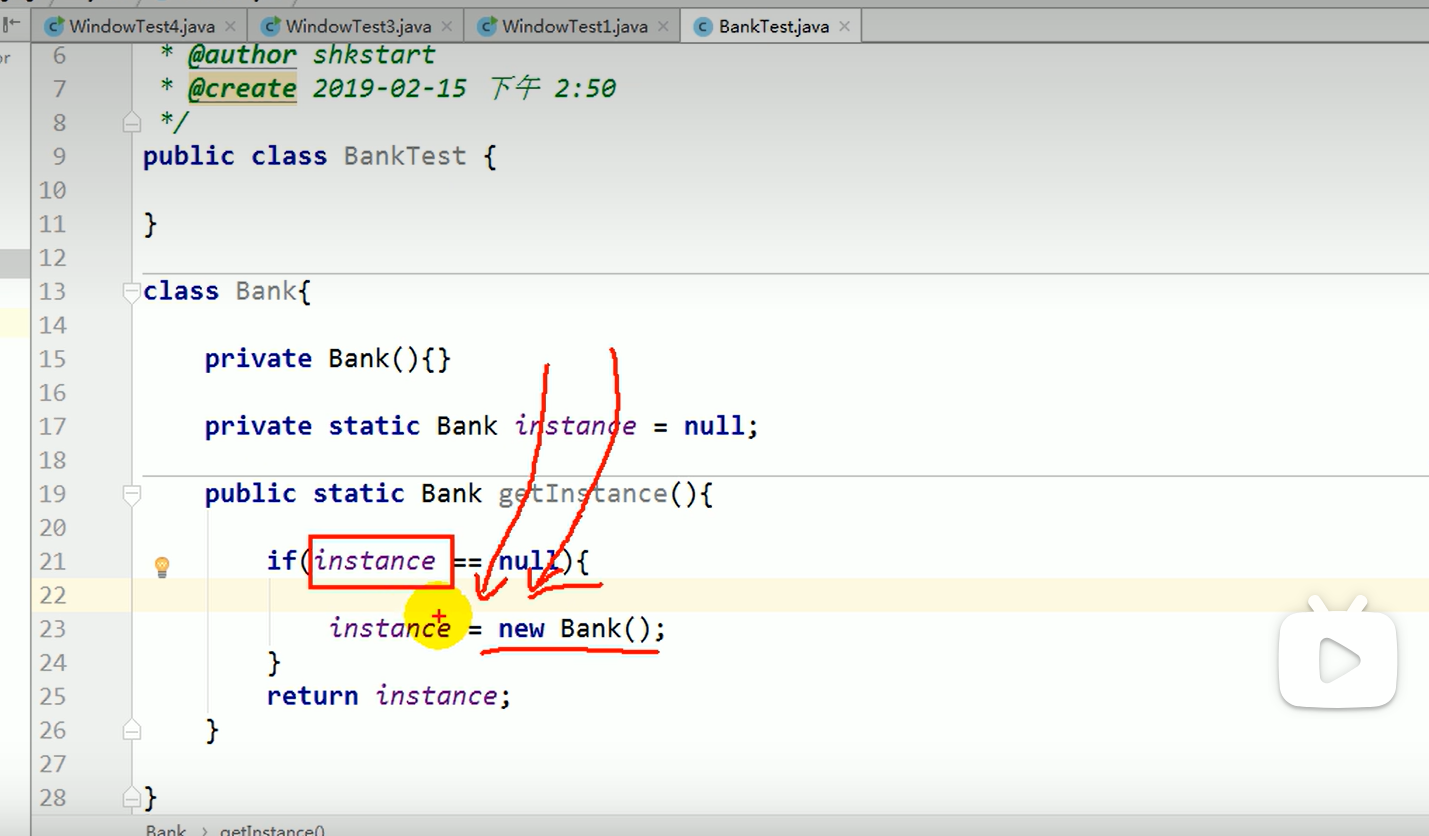 WindowTest4.java WindowTest3.java WindowTest1.java BankTest.java
6 * @author shkstart
7 * @create 2019-02-15 下午 2:50
8 */
9 public class BankTest {
10
11 }
12
13 class Bank{
14
15 private Bank(){}
16
17 private static Bank instance = null;
18
19 public static Bank getInstance(){
20
21 if(instance == null){
22
23 instance = new Bank();
24 }
25 return instance;
26 }
27
28 }
Bank › getInstance()